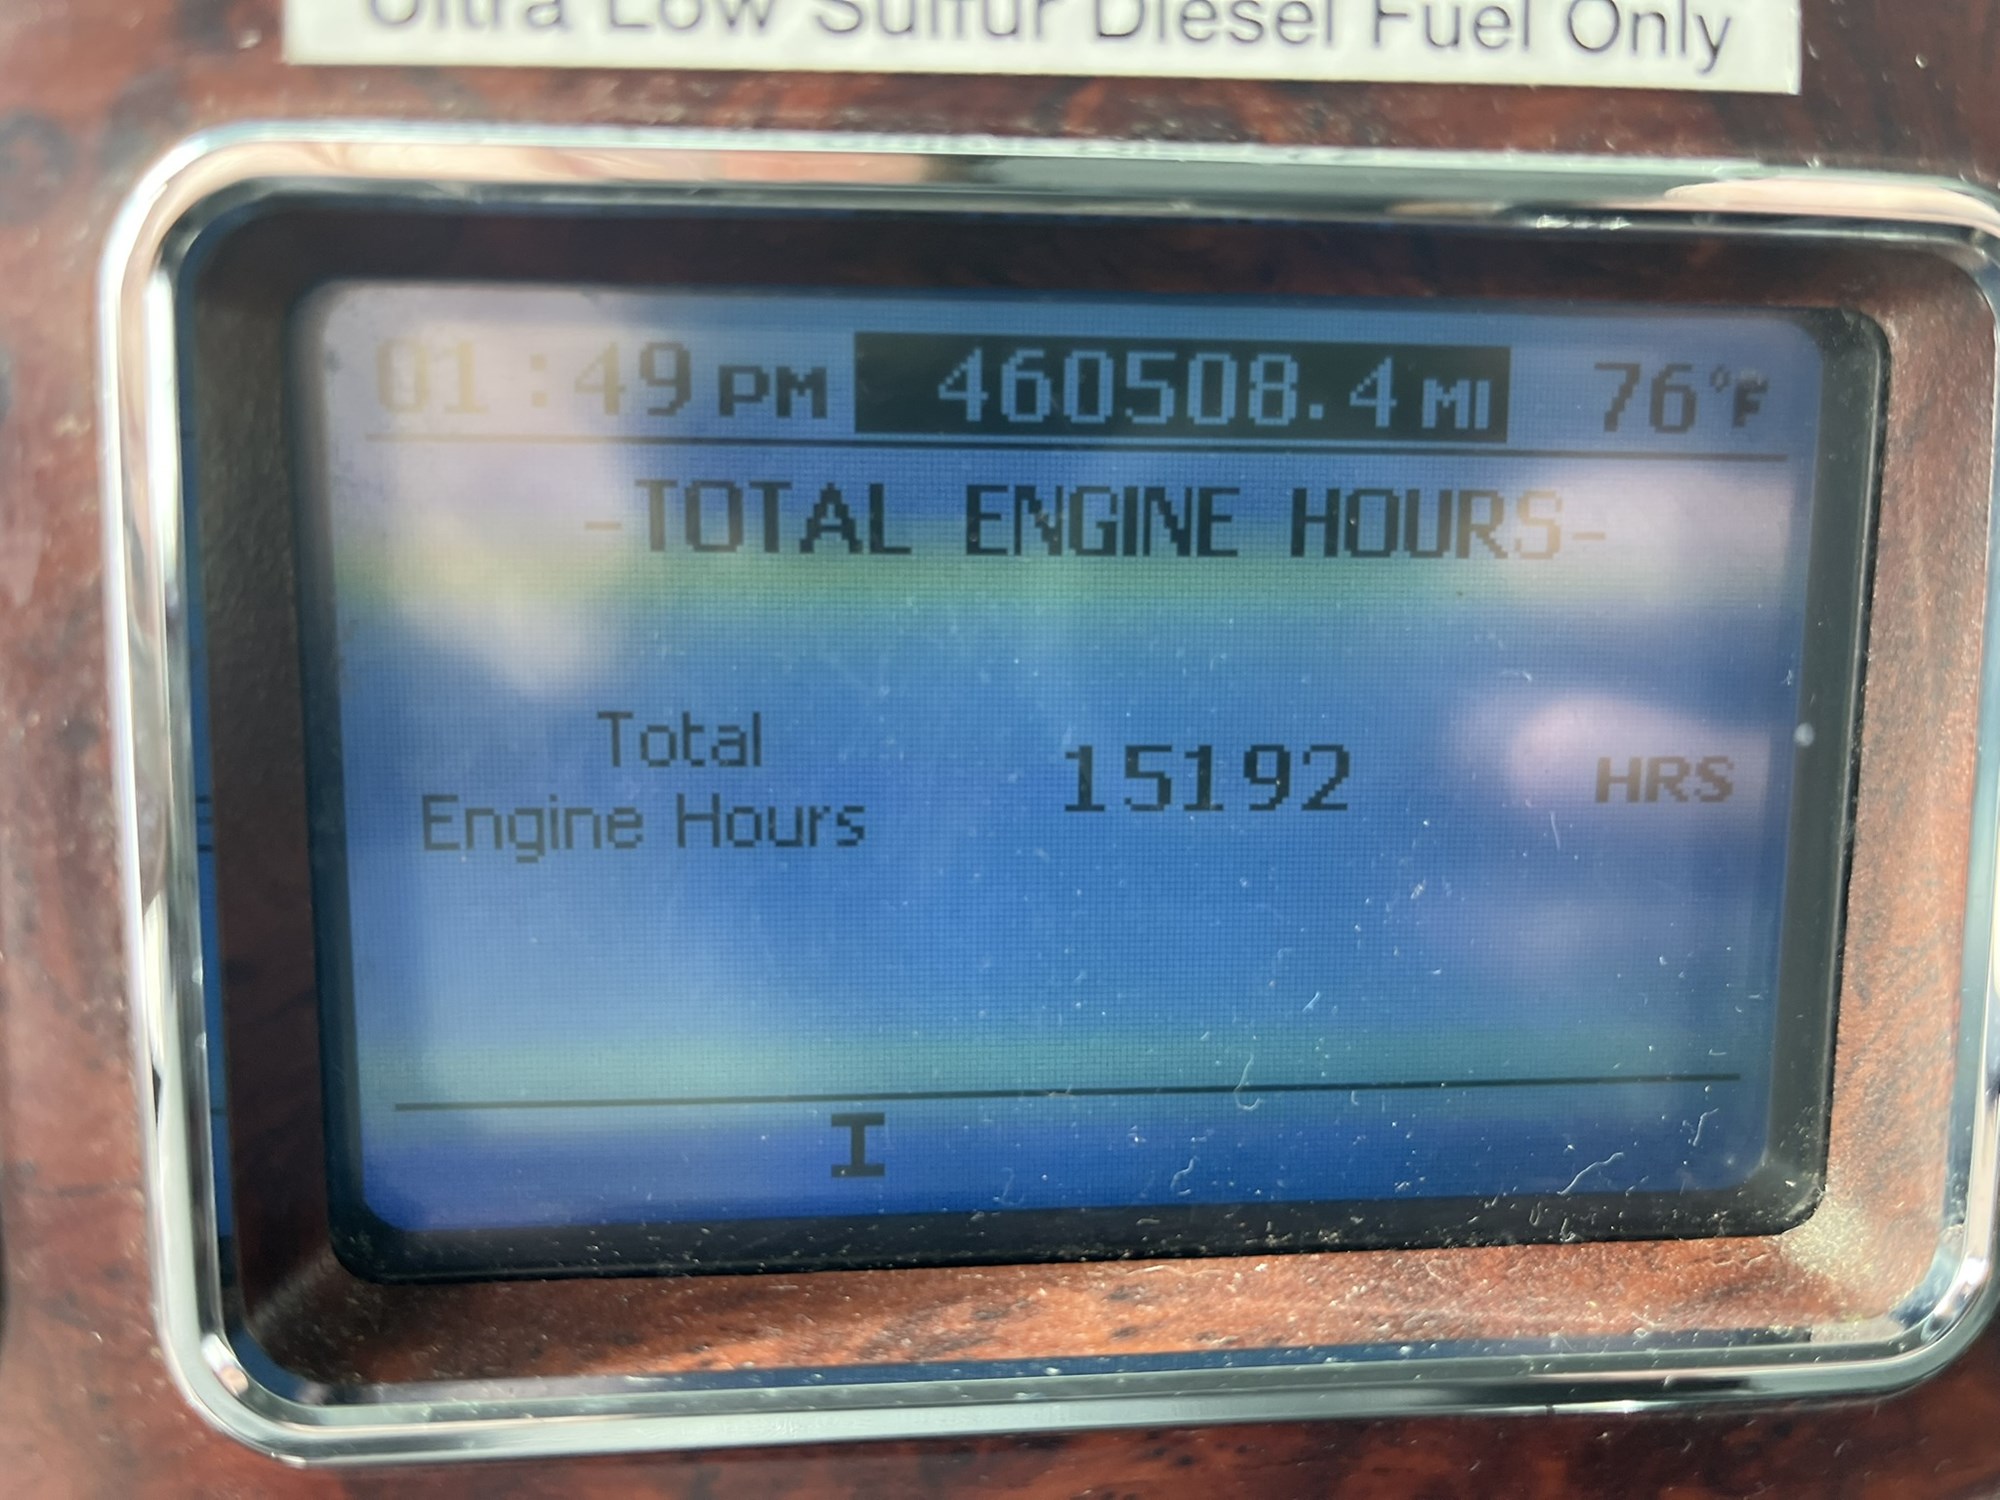 Ultra Low Sulfur Diesel Fuel Only
01:49 PM 460508.4 MI 76°F
-TOTAL ENGINE HOURS-
Total
Engine Hours 15192 HRS
I